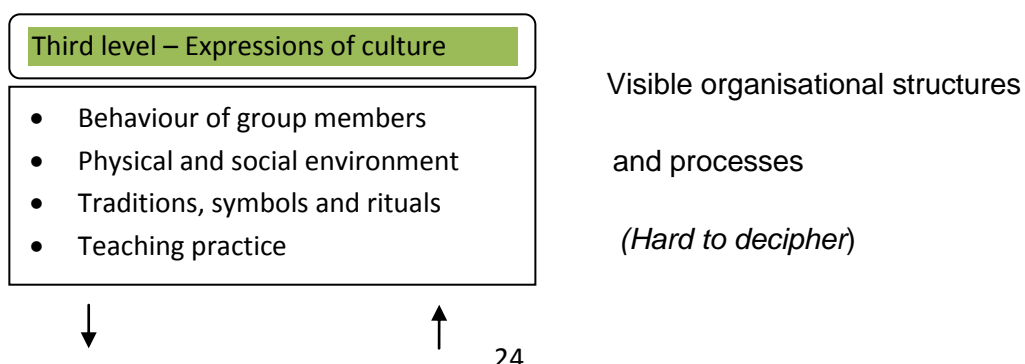 Third level – Expressions of culture
• Behaviour of group members
• Physical and social environment
• Traditions, symbols and rituals
• Teaching practice
Visible organisational structures
and processes
(Hard to decipher)
24